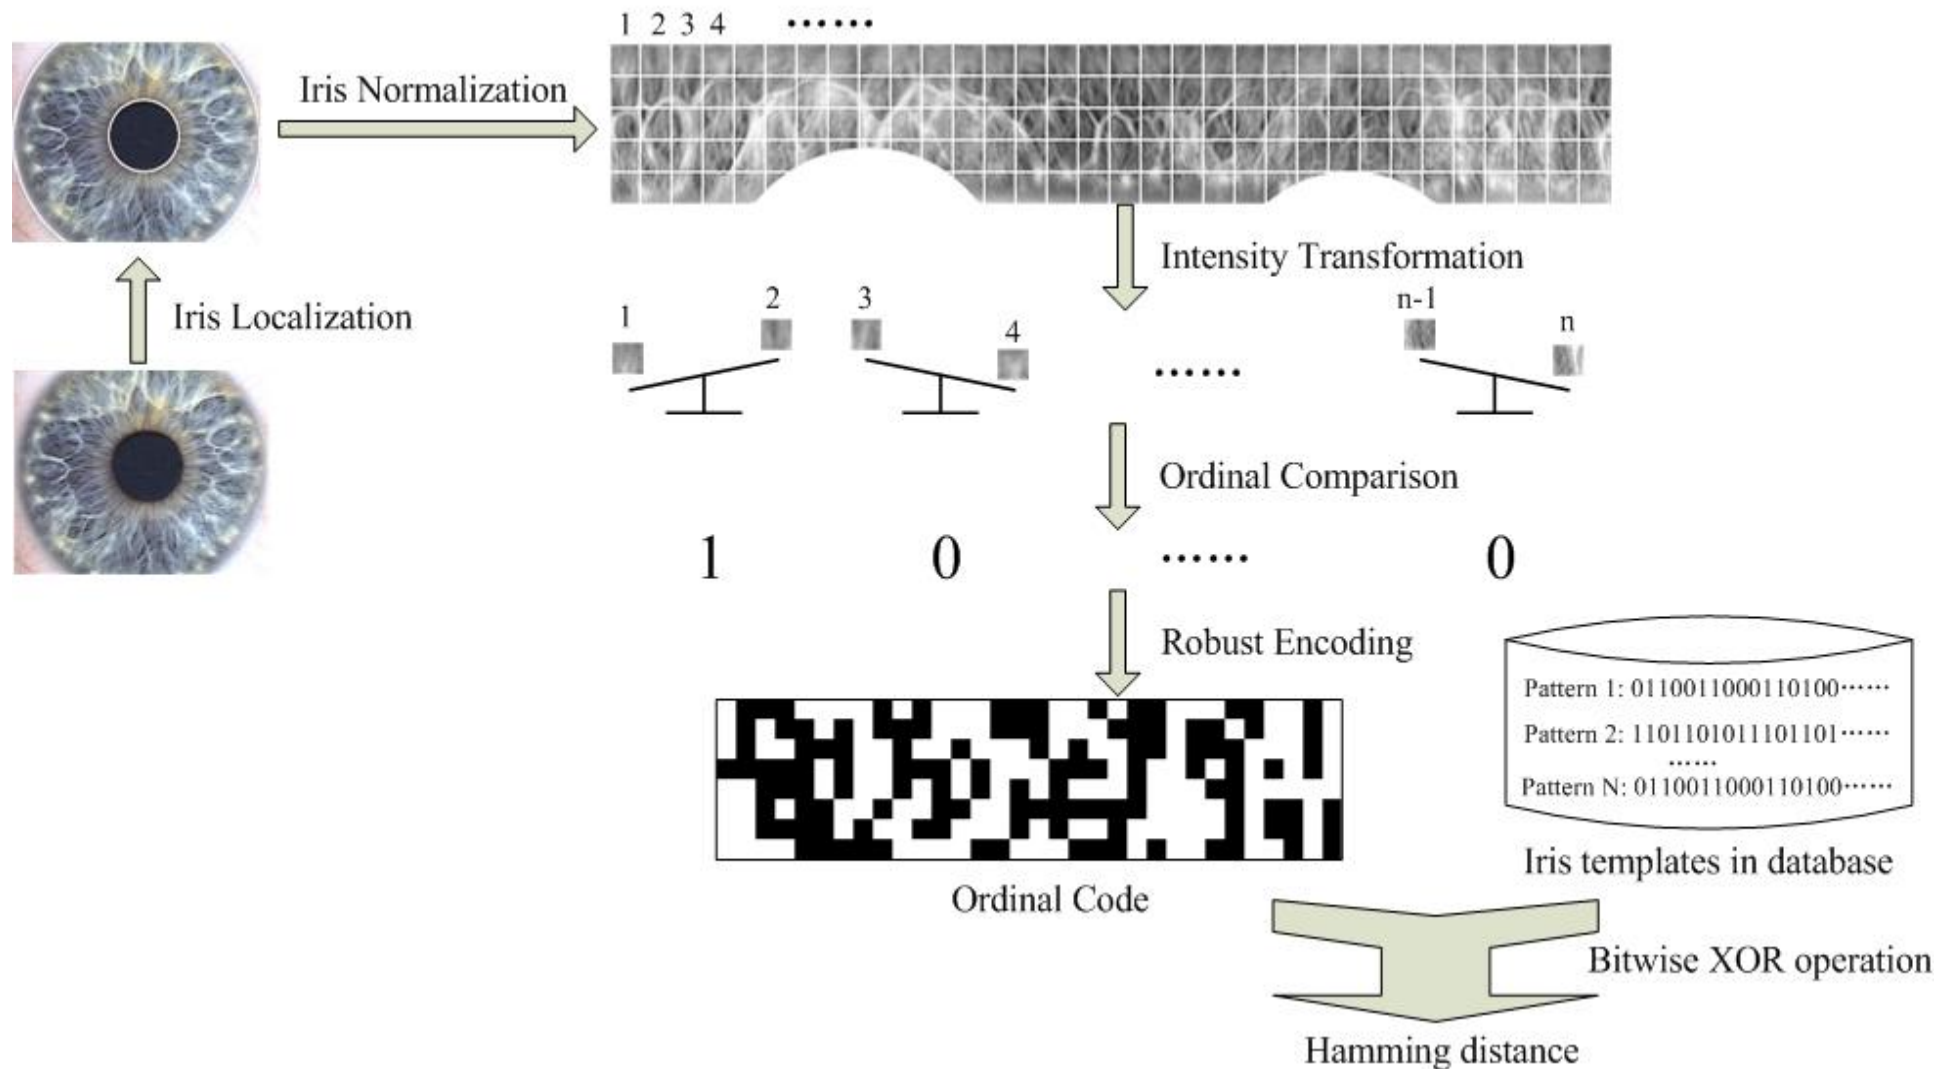 1 2 3 4 ......
Iris Normalization
Intensity Transformation
Iris Localization
1 2 3 4 ...... n-1 n
Ordinal Comparison
1 0 ...... 0
Robust Encoding
Pattern 1: 0110011000110100······
Pattern 2: 1101101011101101······
······
Pattern N: 0110011000110100······
Iris templates in database
Ordinal Code
Bitwise XOR operation
Hamming distance